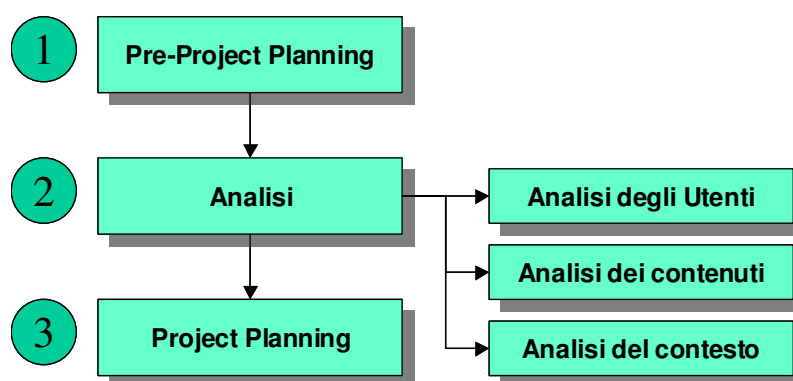 1
Pre-Project Planning
2
Analisi
Analisi degli Utenti
Analisi dei contenuti
3
Project Planning
Analisi del contesto